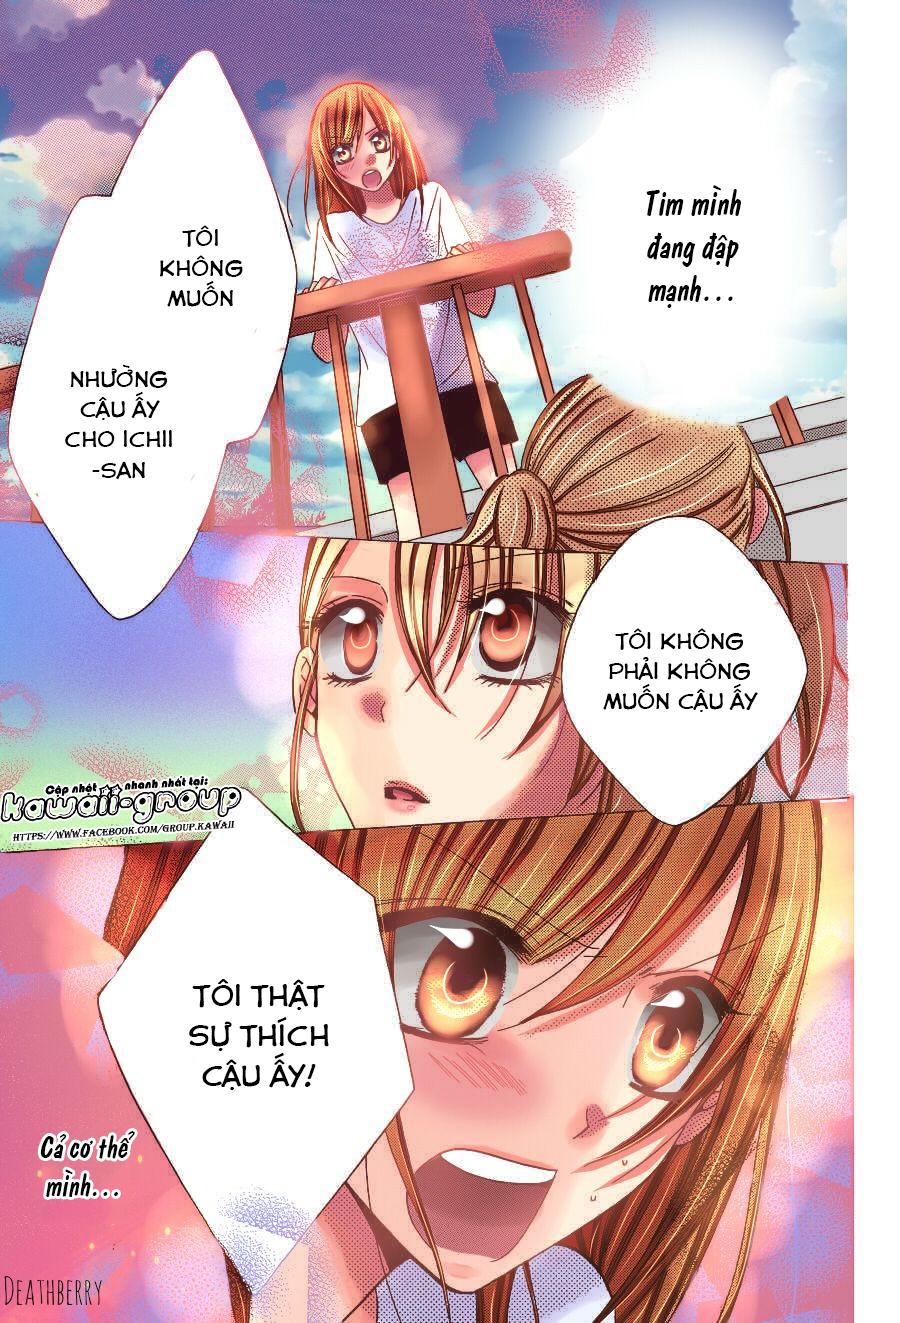 Tim mình
đang đập
mạnh...
TÔI
KHÔNG
MUỐN
NHƯỜNG
CẬU ẤY
CHO ICHII
-SAN
TÔI KHÔNG
PHẢI KHÔNG
MUỐN CẬU ẤY
Cập nhật nhanh nhất tại:
kawaii-group
HTTPS://WWW.FACEBOOK.COM/GROUP.KAWAII
TÔI THẬT
SỰ THÍCH
CẬU ẤY!
Cả cơ thể
mình...
DEATHBERRY